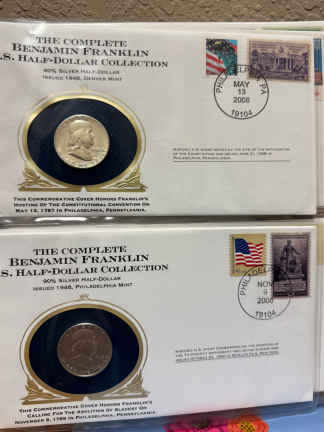 THE COMPLETE
BENJAMIN FRANKLIN
.S. HALF-DOLLAR COLLECTION
90% SILVER HALF-DOLLAR
ISSUED 1948, DENVER MINT
PHILADELPHIA, PA
MAY
13
2008
19104
THIS COMMEMORATIVE COVER HONORS FRANKLIN'S
HOSTING OF THE CONSTITUTIONAL CONVENTION ON
MAY 13, 1787 IN PHILADELPHIA, PENNSYLVANIA.
THE COMPLETE
BENJAMIN FRANKLIN
.S. HALF-DOLLAR COLLECTION
90% SILVER HALF-DOLLAR
ISSUED 1948, PHILADELPHIA MINT
PHILADELPHIA
NOV
9
2008
19104
THIS COMMEMORATIVE COVER HONORS FRANKLIN'S
CALLING FOR THE ABOLITION OF SLAVERY ON
NOVEMBER 9, 1789 IN PHILADELPHIA, PENNSYLVANIA.